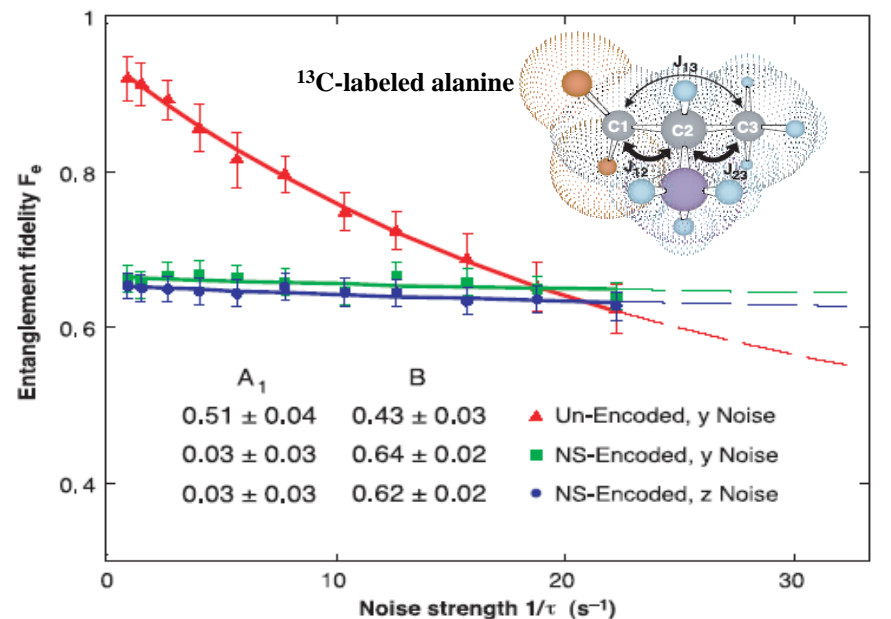 1
0.8
0.6
0.4
Entanglement fidelity Fₑ
¹³C-labeled alanine
J₁₃
C1
C2
C3
J₁₂
J₂₃
A₁ B
0.51 ± 0.04 0.43 ± 0.03 Un-Encoded, y Noise
0.03 ± 0.03 0.64 ± 0.02 NS-Encoded, y Noise
0.03 ± 0.03 0.62 ± 0.02 NS-Encoded, z Noise
0 10 20 30
Noise strength 1/τ (s⁻¹)